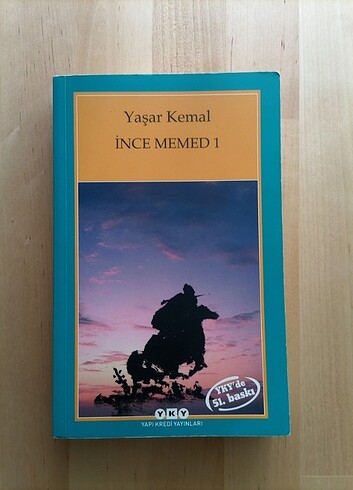 Yaşar Kemal
İNCE MEMED 1
YKY'de
51. baskı
YKY
YAPI KREDİ YAYINLARI